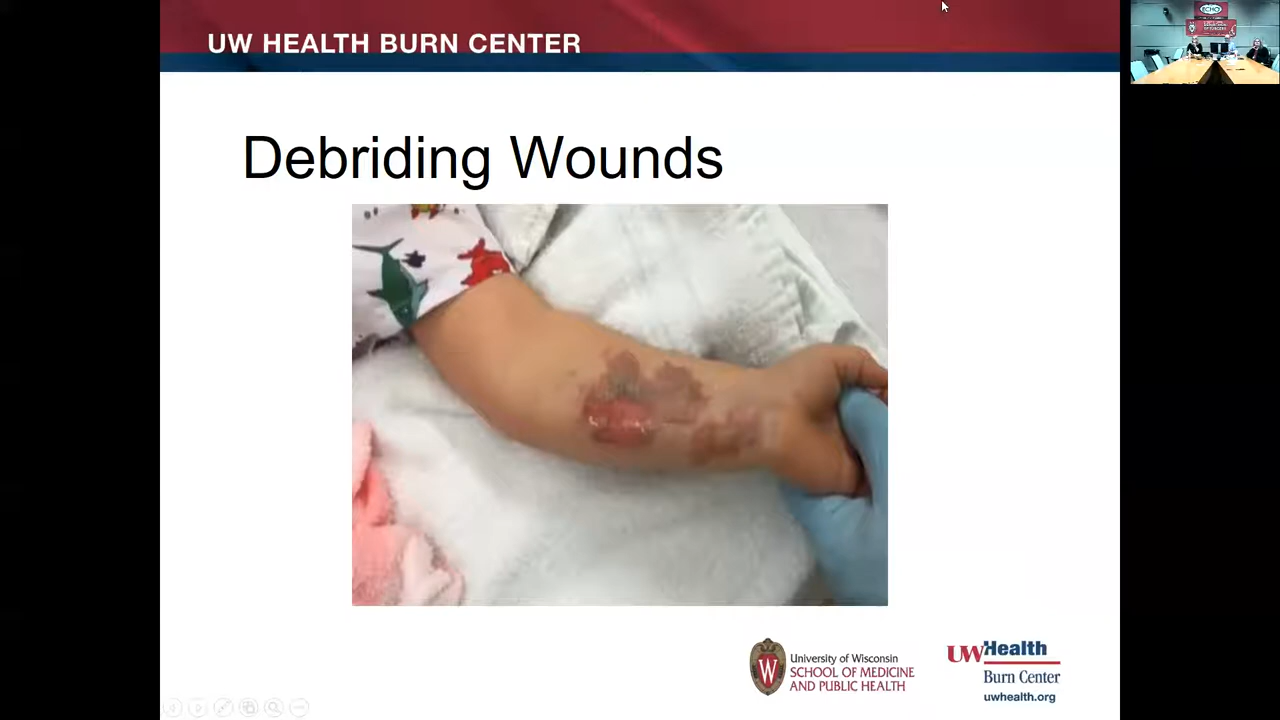 UW HEALTH BURN CENTER
Debriding Wounds
University of Wisconsin
SCHOOL OF MEDICINE
AND PUBLIC HEALTH
UWHealth
Burn Center
uwhealth.org
W
ECHO